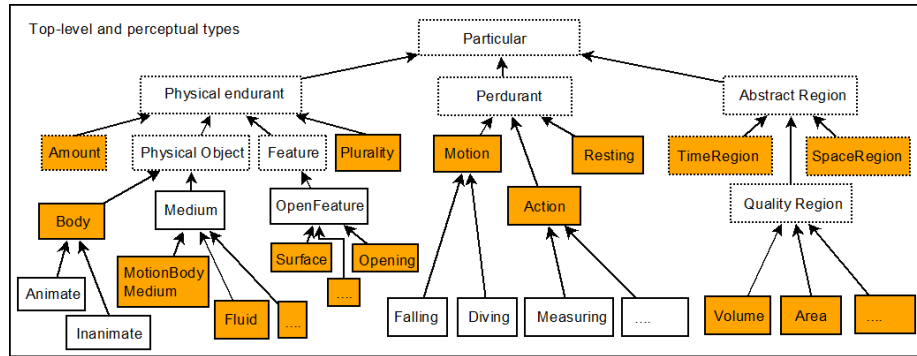 Top-level and perceptual types
Particular
Physical endurant
Perdurant
Abstract Region
Amount
Physical Object
Feature
Plurality
Motion
Resting
TimeRegion
SpaceRegion
Body
Medium
OpenFeature
Action
Quality Region
MotionBody
Medium
Surface
Opening
Animate
Fluid
....
....
Inanimate
Falling
Diving
Measuring
....
Volume
Area
....